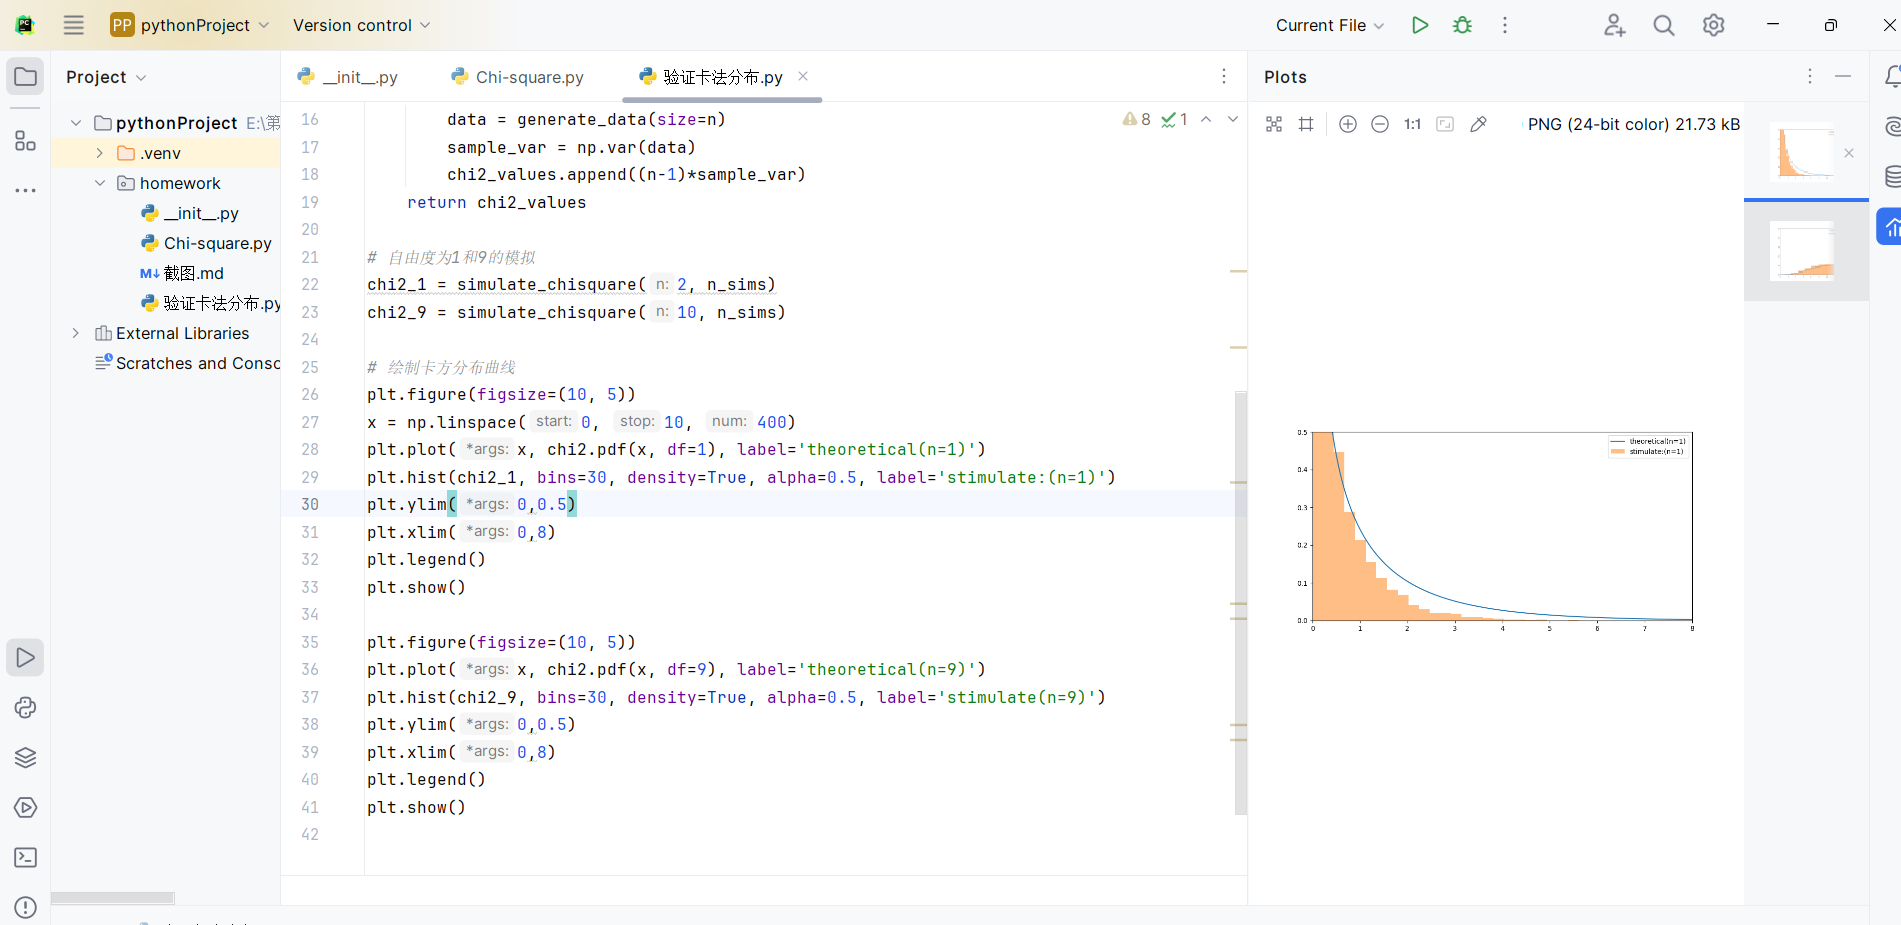 PP pythonProject Version control Current File
Project
__init__.py Chi-square.py 验证卡法分布.py
Plots
pythonProject E:\第
.venv
homework
__init__.py
Chi-square.py
M↓ 截图.md
验证卡法分布.py
External Libraries
Scratches and Consc
8 1
16 data = generate_data(size=n)
17 sample_var = np.var(data)
18 chi2_values.append((n-1)*sample_var)
19 return chi2_values
20
21 # 自由度为1和9的模拟
22 chi2_1 = simulate_chisquare( n: 2, n_sims)
23 chi2_9 = simulate_chisquare( n: 10, n_sims)
24
25 # 绘制卡方分布曲线
26 plt.figure(figsize=(10, 5))
27 x = np.linspace( start: 0, stop: 10, num: 400)
28 plt.plot( *args: x, chi2.pdf(x, df=1), label='theoretical(n=1)')
29 plt.hist(chi2_1, bins=30, density=True, alpha=0.5, label='stimulate:(n=1)')
30 plt.ylim( *args: 0,0.5)
31 plt.xlim( *args: 0,8)
32 plt.legend()
33 plt.show()
34
35 plt.figure(figsize=(10, 5))
36 plt.plot( *args: x, chi2.pdf(x, df=9), label='theoretical(n=9)')
37 plt.hist(chi2_9, bins=30, density=True, alpha=0.5, label='stimulate(n=9)')
38 plt.ylim( *args: 0,0.5)
39 plt.xlim( *args: 0,8)
40 plt.legend()
41 plt.show()
42
1:1 PNG (24-bit color) 21.73 kB
theoretical(n=1)
stimulate:(n=1)
0.5
0.4
0.3
0.2
0.1
0.0
0 1 2 3 4 5 6 7 8